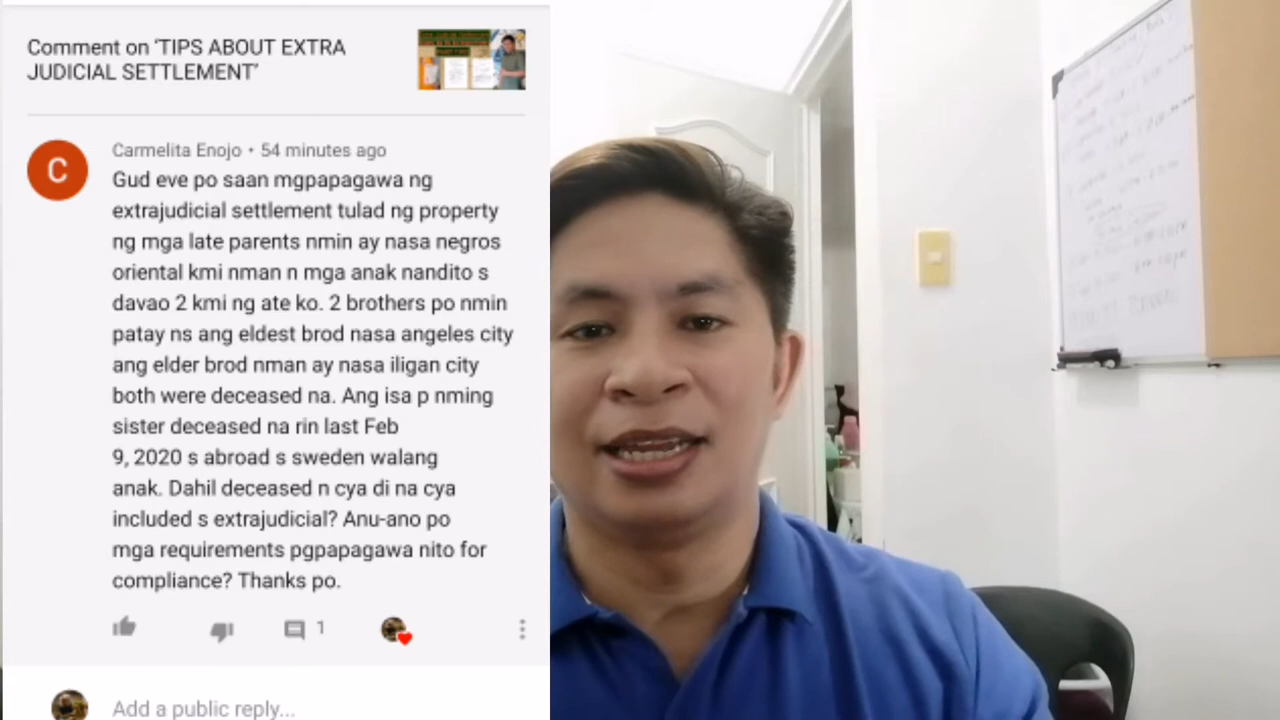 Comment on 'TIPS ABOUT EXTRA
JUDICIAL SETTLEMENT'
C
Carmelita Enojo • 54 minutes ago
Gud eve po saan mgpapagawa ng
extrajudicial settlement tulad ng property
ng mga late parents nmin ay nasa negros
oriental kmi nman n mga anak nandito s
davao 2 kmi ng ate ko. 2 brothers po nmin
patay ns ang eldest brod nasa angeles city
ang elder brod nman ay nasa iligan city
both were deceased na. Ang isa p nming
sister deceased na rin last Feb
9, 2020 s abroad s sweden walang
anak. Dahil deceased n cya di na cya
included s extrajudicial? Anu-ano po
mga requirements pgpapagawa nito for
compliance? Thanks po.
1
Add a public reply...